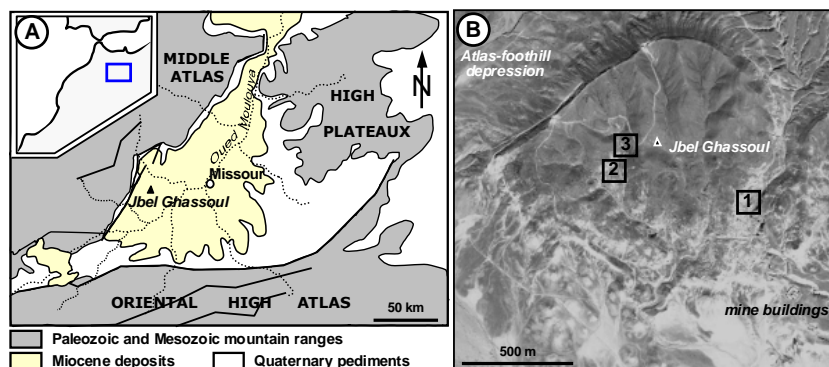 A
MIDDLE
ATLAS
HIGH
PLATEAUX
N
Oued Moulouya
Missour
Jbel Ghassoul
ORIENTAL HIGH ATLAS
50 km
Paleozoic and Mesozoic mountain ranges
Miocene deposits
Quaternary pediments
B
Atlas-foothill
depression
Jbel Ghassoul
3
2
1
mine buildings
500 m